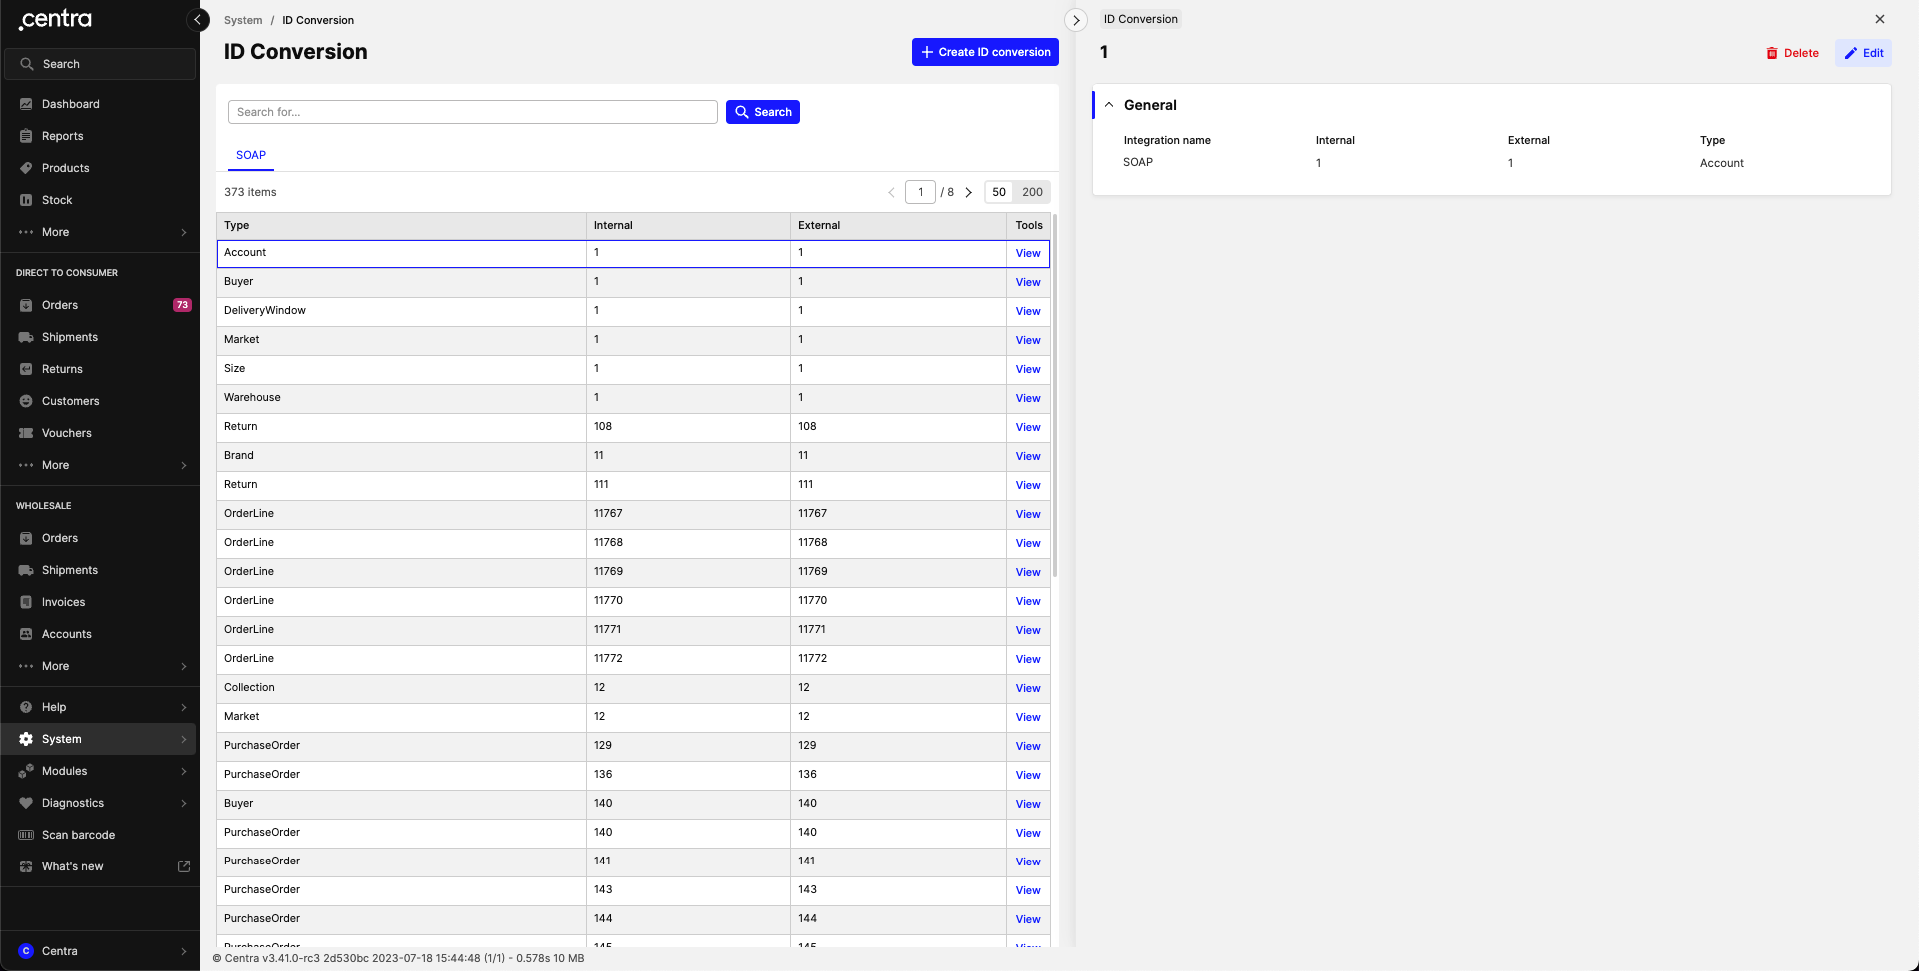 .centra
Search
Dashboard
Reports
Products
Stock
More
DIRECT TO CONSUMER
Orders 73
Shipments
Returns
Customers
Vouchers
More
WHOLESALE
Orders
Shipments
Invoices
Accounts
More
Help
System
Modules
Diagnostics
Scan barcode
What's new
C Centra
System / ID Conversion
ID Conversion
Create ID conversion
Search for...
Search
SOAP
373 items
1 / 8 50 200
Type Internal External Tools
Account 1 1 View
Buyer 1 1 View
DeliveryWindow 1 1 View
Market 1 1 View
Size 1 1 View
Warehouse 1 1 View
Return 108 108 View
Brand 11 11 View
Return 111 111 View
OrderLine 11767 11767 View
OrderLine 11768 11768 View
OrderLine 11769 11769 View
OrderLine 11770 11770 View
OrderLine 11771 11771 View
OrderLine 11772 11772 View
Collection 12 12 View
Market 12 12 View
PurchaseOrder 129 129 View
PurchaseOrder 136 136 View
Buyer 140 140 View
PurchaseOrder 140 140 View
PurchaseOrder 141 141 View
PurchaseOrder 143 143 View
PurchaseOrder 144 144 View
PurchaseOrder 145 145 View
© Centra v3.41.0-rc3 2d530bc 2023-07-18 15:44:48 (1/1) - 0.578s 10 MB
ID Conversion
1
Delete Edit
General
Integration name Internal External Type
SOAP 1 1 Account